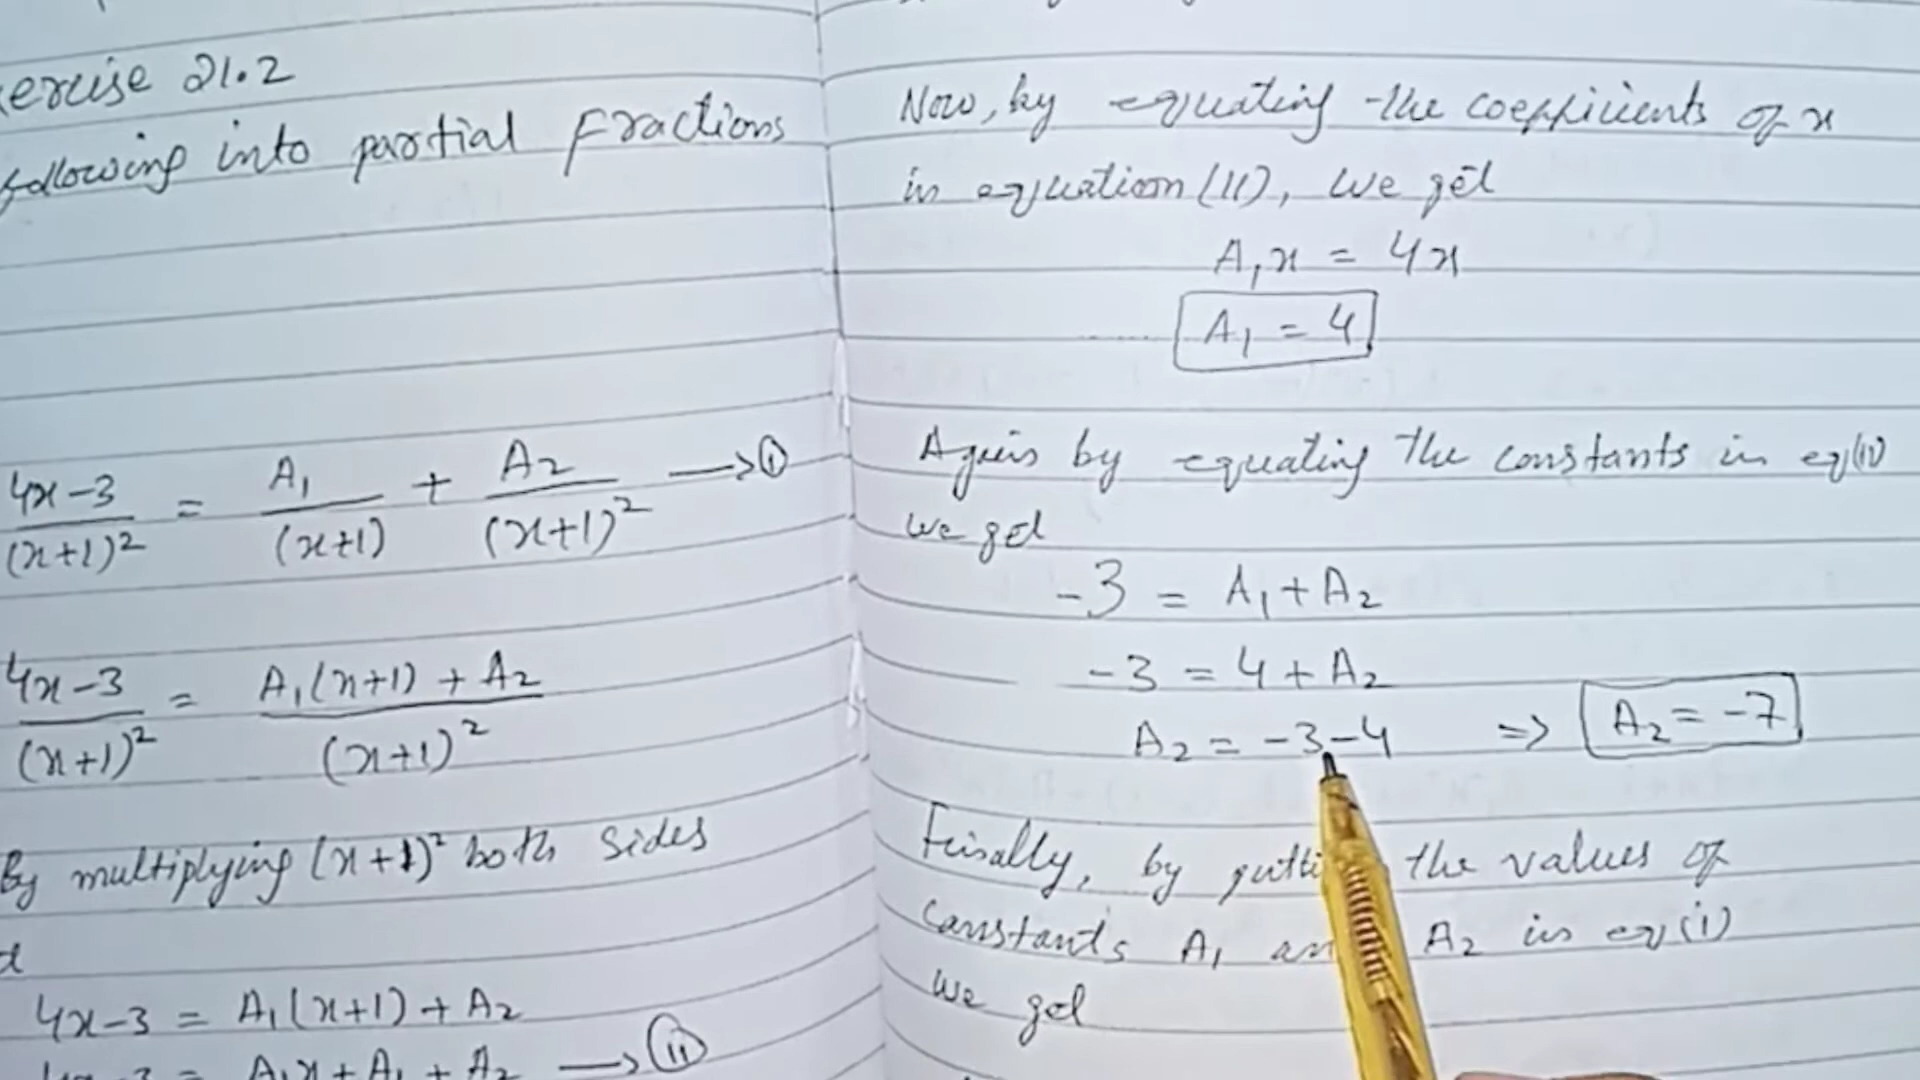 ercise 21.2
following into partial fractions
4x-3/(x+1)² = A₁/(x+1) + A₂/(x+1)² → (i)
4x-3/(x+1)² = A₁(x+1) + A₂/(x+1)²
By multiplying (x+1)² both sides
4x-3 = A₁(x+1) + A₂
4x-3 = A₁x + A₁ + A₂ → (ii)
Now, by equating the coefficients of x
in equation (II), we get
A₁x = 4x
A₁ = 4
Again by equating the constants in eq(ii)
we get
-3 = A₁ + A₂
-3 = 4 + A₂
A₂ = -3-4 ⇒ A₂ = -7
Finally, by putti the values of
constants A₁ an A₂ in eq(i)
we get